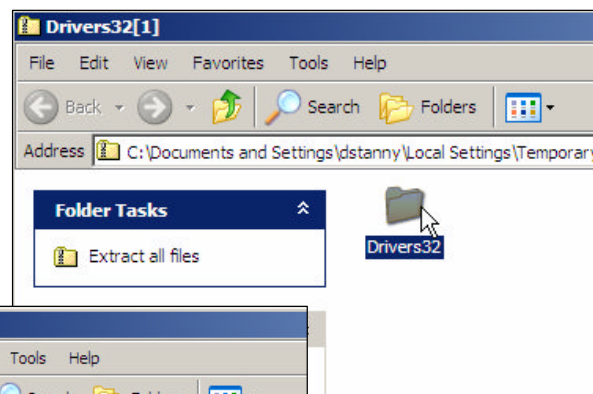 Drivers32[1]
File Edit View Favorites Tools Help
Back Search Folders
Address C:\Documents and Settings\dstanny\Local Settings\Temporary
Folder Tasks
Extract all files
Drivers32
Tools Help